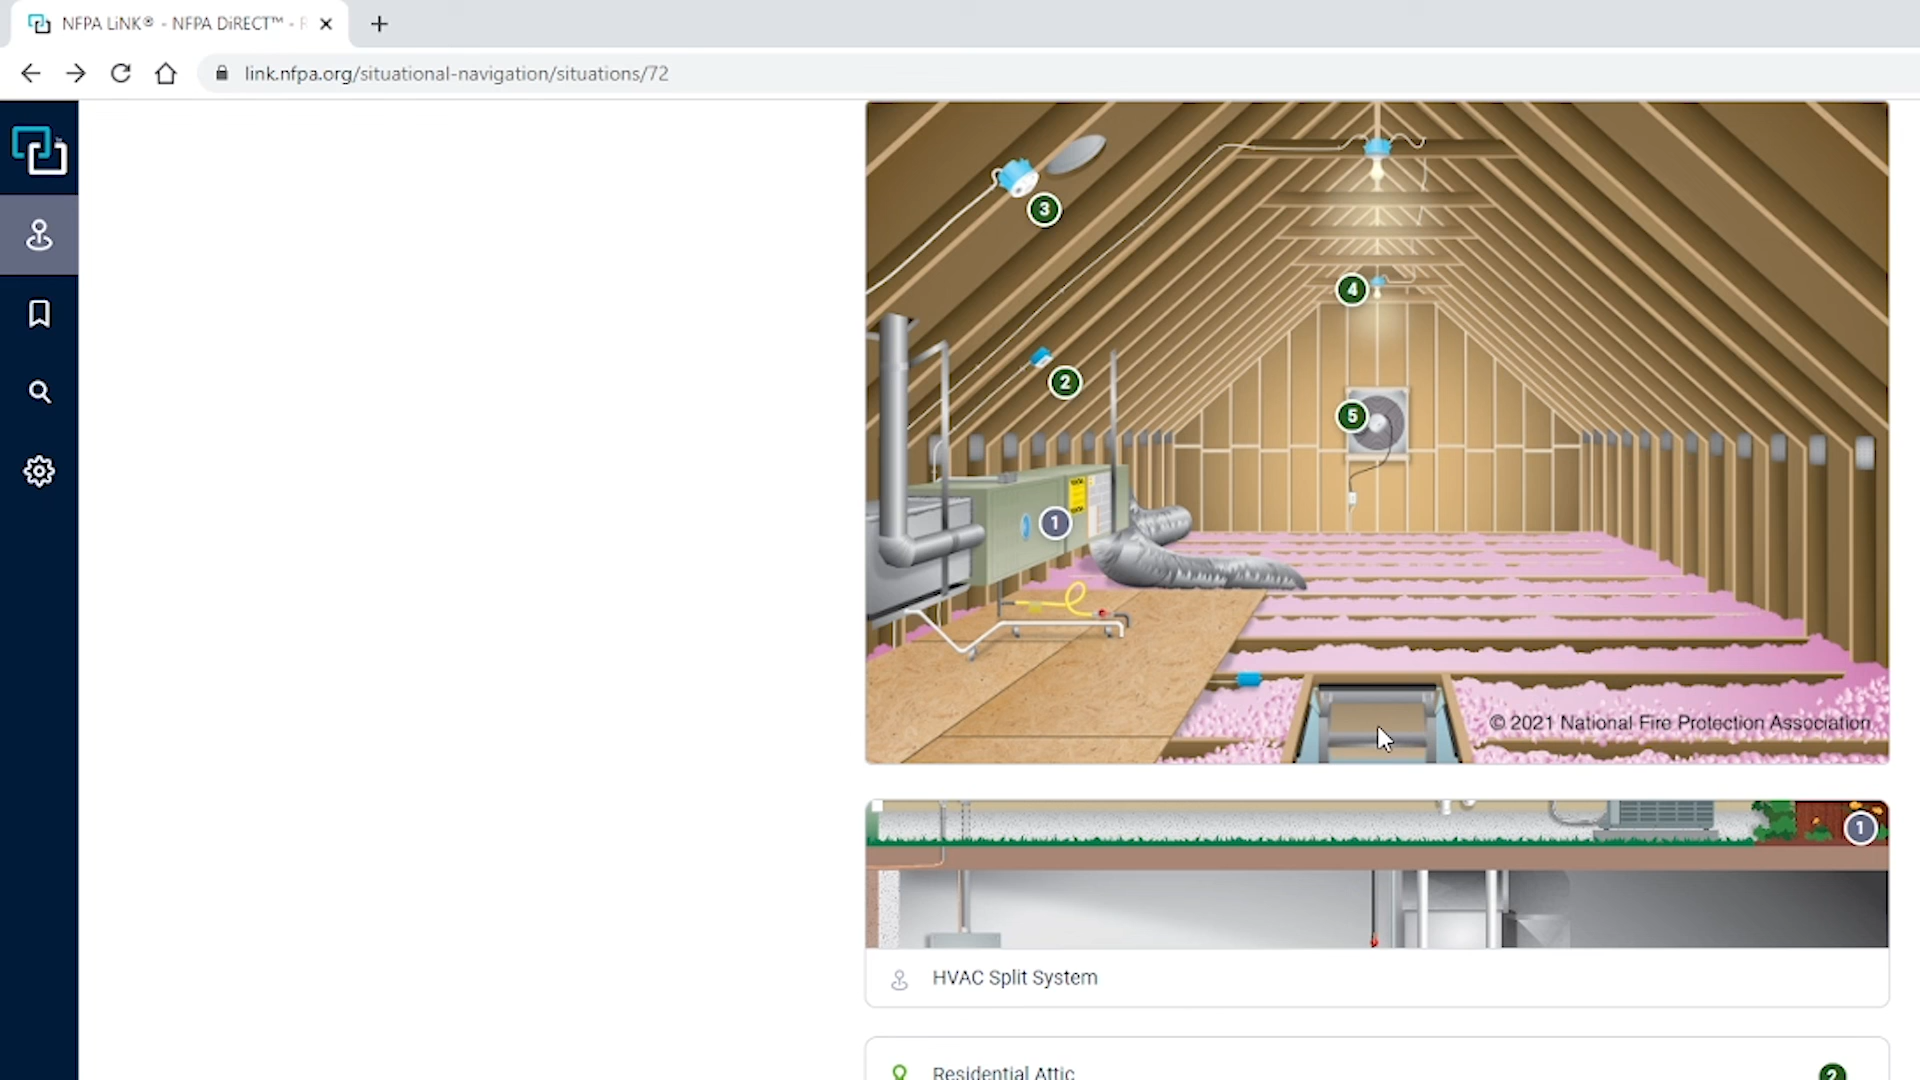 NFPA LiNK® - NFPA DiRECT™ -
link.nfpa.org/situational-navigation/situations/72
3
4
2
5
1
© 2021 National Fire Protection Association
1
HVAC Split System
Residential Attic
2